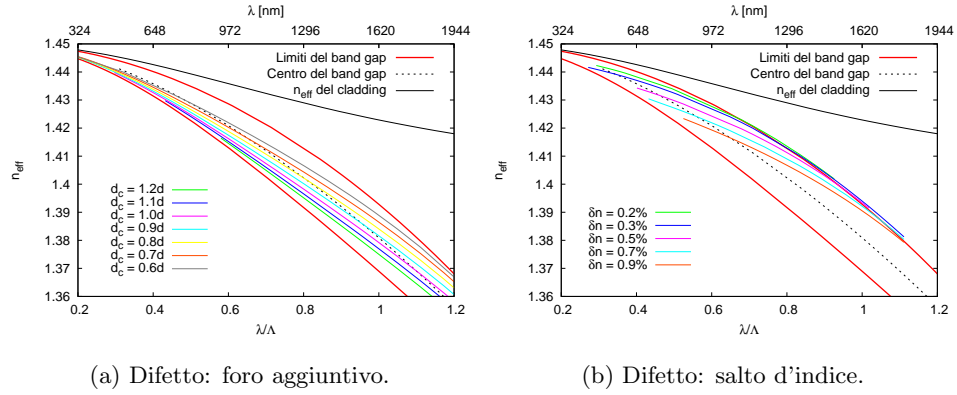 λ [nm]
324 648 972 1296 1620 1944
1.45
1.44
1.43
1.42
1.41
1.4
1.39
1.38
1.37
1.36
n_eff
Limiti del band gap
Centro del band gap
n_eff del cladding
d_c = 1.2d
d_c = 1.1d
d_c = 1.0d
d_c = 0.9d
d_c = 0.8d
d_c = 0.7d
d_c = 0.6d
0.2 0.4 0.6 0.8 1 1.2
λ/Λ
(a) Difetto: foro aggiuntivo.
λ [nm]
324 648 972 1296 1620 1944
1.45
1.44
1.43
1.42
1.41
1.4
1.39
1.38
1.37
1.36
n_eff
Limiti del band gap
Centro del band gap
n_eff del cladding
δn = 0.2%
δn = 0.3%
δn = 0.5%
δn = 0.7%
δn = 0.9%
0.2 0.4 0.6 0.8 1 1.2
λ/Λ
(b) Difetto: salto d'indice.